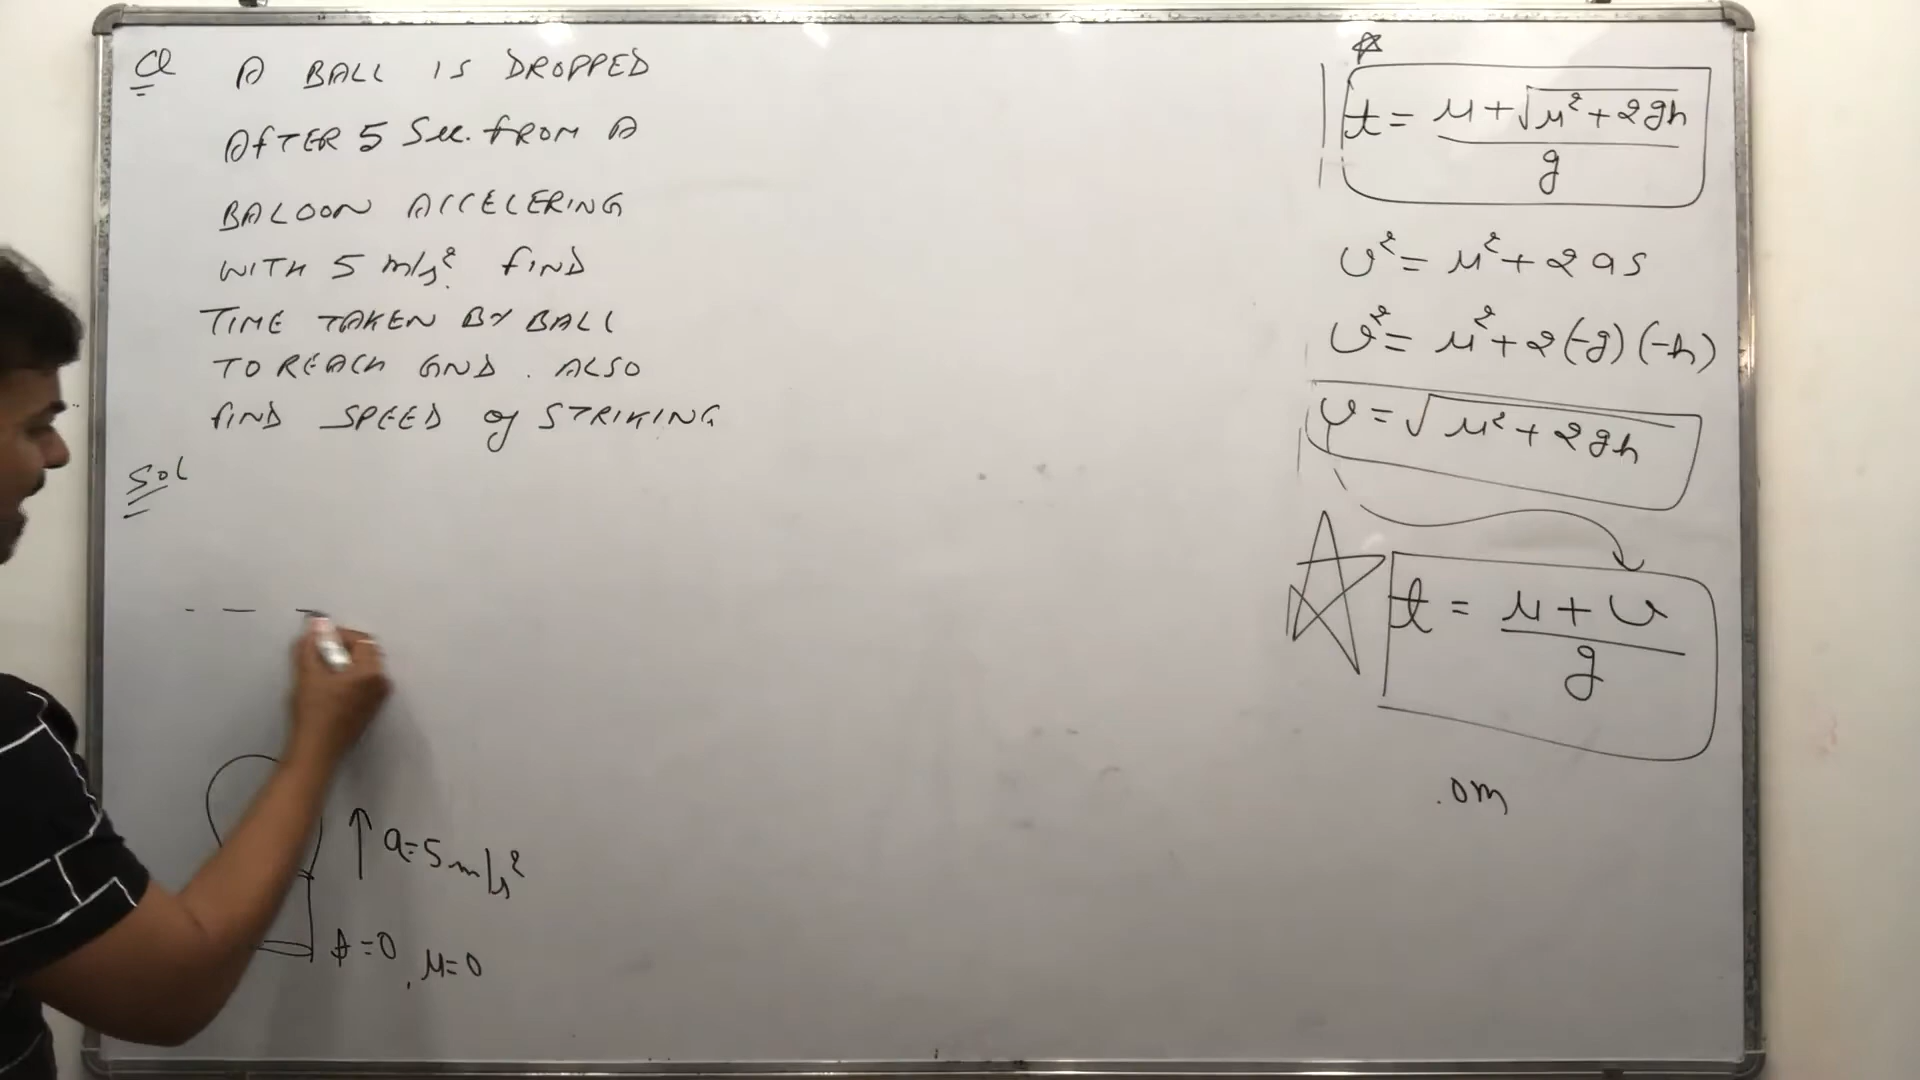 Q A BALL IS DROPPED
AFTER 5 Sec. FROM A
BALOON ACCELERING
WITH 5 m/s². FIND
TIME TAKEN BY BALL
TO REACH GND. ALSO
FIND SPEED of STRIKING
Sol
a=5m/s²
t=0, u=0
t = (u+√(u²+2gh))/g
v² = u²+2as
v² = u²+2(-g)(-h)
v = √(u²+2gh)
t = (u+v)/g
.om